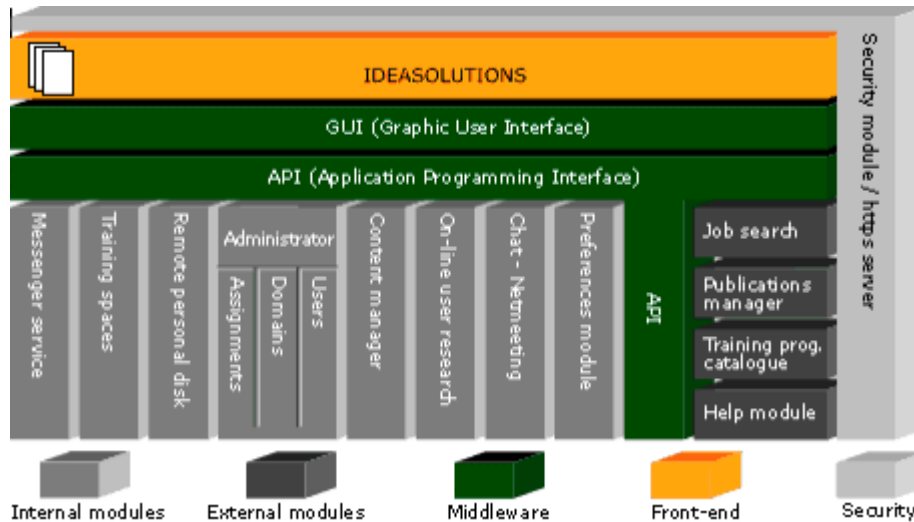 IDEASOLUTIONS
GUI (Graphic User Interface)
API (Application Programming Interface)
Security module / https server
Messenger service
Training spaces
Remote personal disk
Administrator
Assignments
Domains
Users
Content manager
On-line user research
Chat - Netmeeting
Preferences module
API
Job search
Publications
manager
Training prog.
catalogue
Help module
Internal modules
External modules
Middleware
Front-end
Security